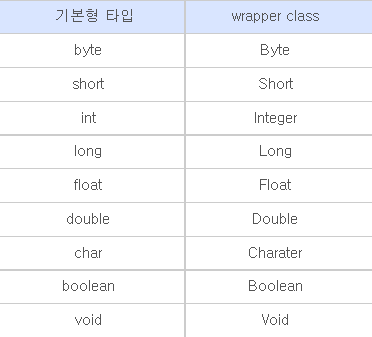 기본형 타입 wrapper class
byte Byte
short Short
int Integer
long Long
float Float
double Double
char Charater
boolean Boolean
void Void